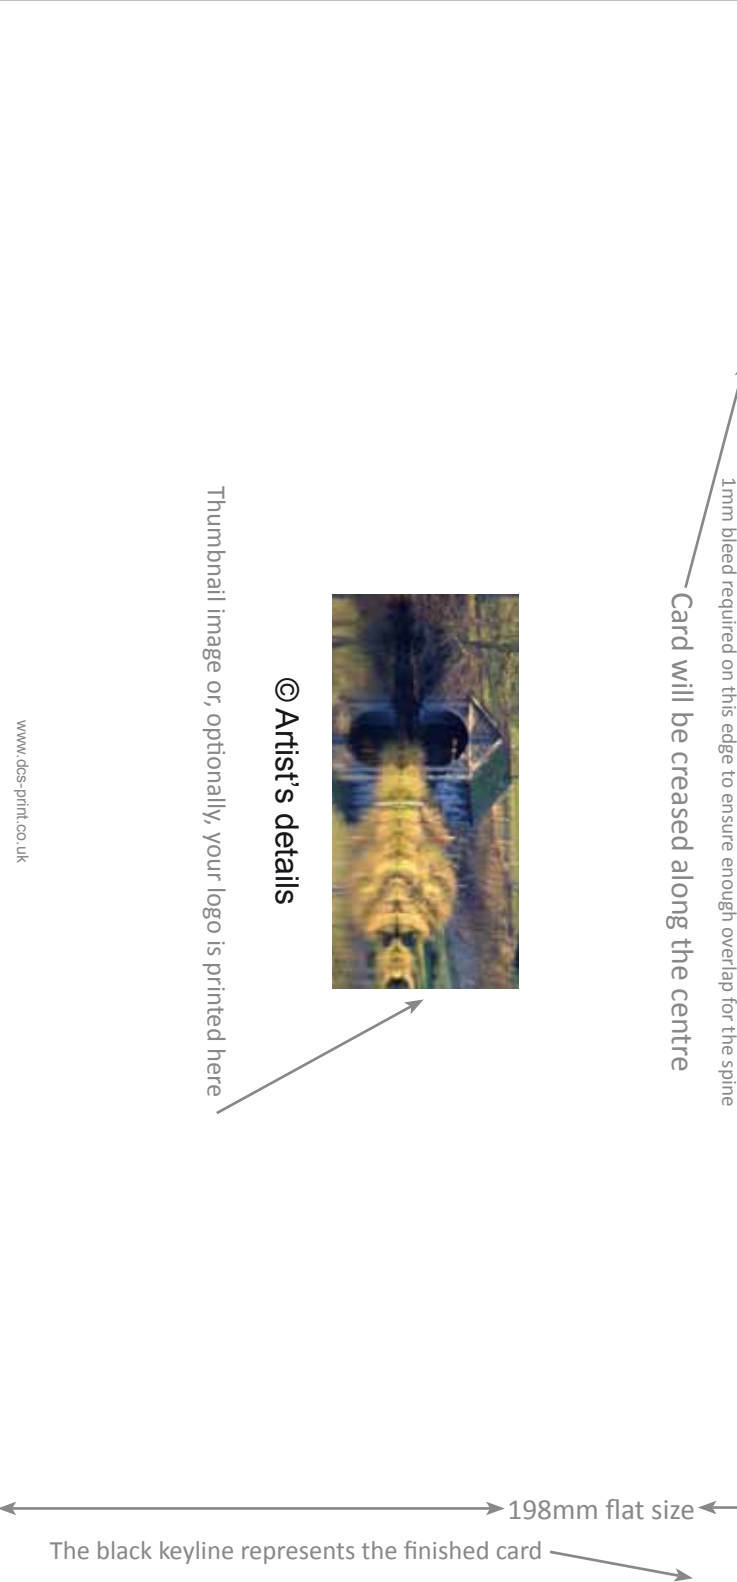 1mm bleed required on this edge to ensure enough overlap for the spine
Card will be creased along the centre
© Artist's details
Thumbnail image or, optionally, your logo is printed here
www.dcs-print.co.uk
198mm flat size
The black keyline represents the finished card